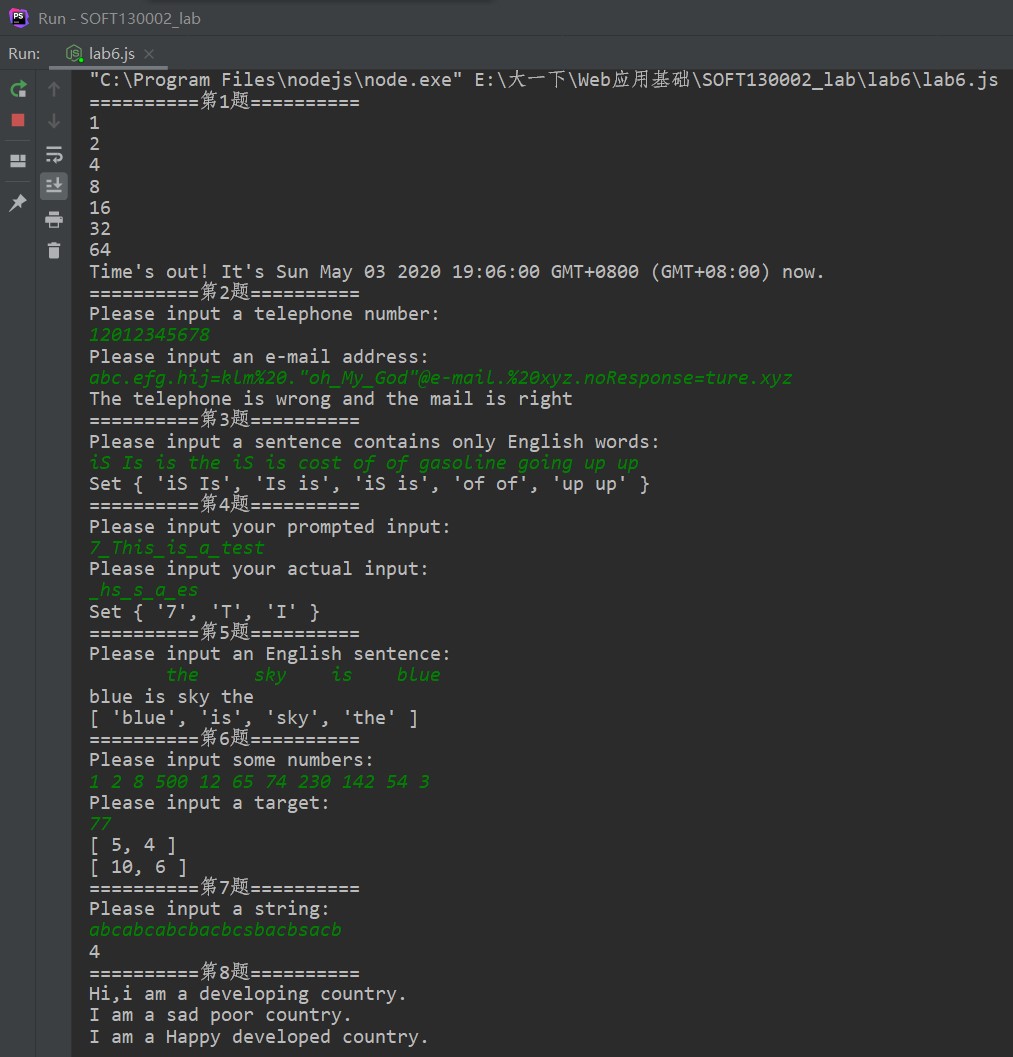 PS Run - SOFT130002_lab
Run: JS lab6.js ×
"C:\Program Files\nodejs\node.exe" E:\大一下\Web应用基础\SOFT130002_lab\lab6\lab6.js
==========第1题==========
1
2
4
8
16
32
64
Time's out! It's Sun May 03 2020 19:06:00 GMT+0800 (GMT+08:00) now.
==========第2题==========
Please input a telephone number:
12012345678
Please input an e-mail address:
abc.efg.hij=klm%20."oh_My_God"@e-mail.%20xyz.noResponse=ture.xyz
The telephone is wrong and the mail is right
==========第3题==========
Please input a sentence contains only English words:
iS Is is the iS is cost of of gasoline going up up
Set { 'iS Is', 'Is is', 'iS is', 'of of', 'up up' }
==========第4题==========
Please input your prompted input:
7_This_is_a_test
Please input your actual input:
_hs_s_a_es
Set { '7', 'T', 'I' }
==========第5题==========
Please input an English sentence:
the sky is blue
blue is sky the
[ 'blue', 'is', 'sky', 'the' ]
==========第6题==========
Please input some numbers:
1 2 8 500 12 65 74 230 142 54 3
Please input a target:
77
[ 5, 4 ]
[ 10, 6 ]
==========第7题==========
Please input a string:
abcabcabcbacbcsbacbsacb
4
==========第8题==========
Hi,i am a developing country.
I am a sad poor country.
I am a Happy developed country.